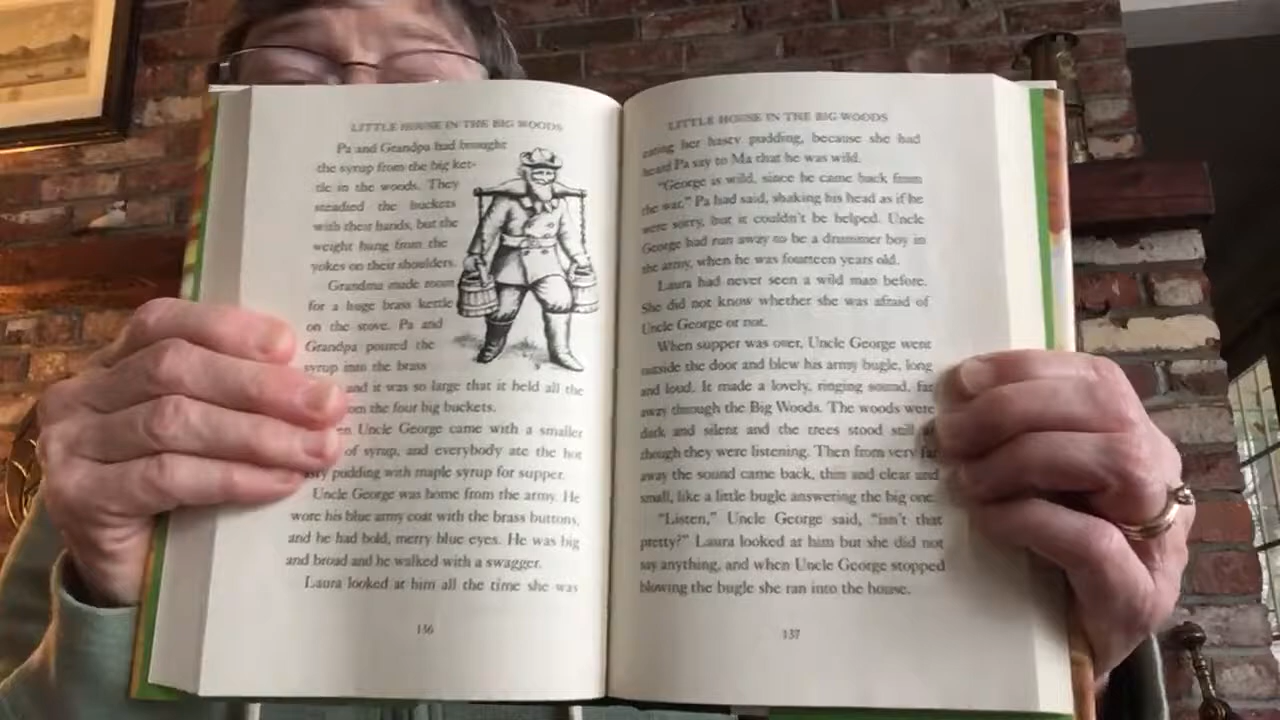 LITTLE HOUSE IN THE BIG WOODS
Pa and Grandpa had brought
the syrup from the big ket-
tle in the woods. They
steadied the buckets
with their hands, but the
weight hung from the
yokes on their shoulders.
Grandma made room
for a huge brass kettle
on the stove. Pa and
Grandpa poured the
syrup into the brass
and it was so large that it held all the
om the four big buckets.
en Uncle George came with a smaller
of syrup, and everybody ate the hot
sty pudding with maple syrup for supper.
Uncle George was home from the army. He
wore his blue army coat with the brass buttons,
and he had bold, merry blue eyes. He was big
and broad and he walked with a swagger.
Laura looked at him all the time she was
136
LITTLE HOUSE IN THE BIG WOODS
eating her hasty pudding, because she had
heard Pa say to Ma that he was wild.
"George is wild, since he came back from
the war," Pa had said, shaking his head as if he
were sorry, but it couldn't be helped. Uncle
George had run away to be a drummer boy in
the army, when he was fourteen years old.
Laura had never seen a wild man before.
She did not know whether she was afraid of
Uncle George or not.
When supper was over, Uncle George went
outside the door and blew his army bugle, long
and loud. It made a lovely, ringing sound, far
away through the Big Woods. The woods were
dark and silent and the trees stood still as
though they were listening. Then from very far
away the sound came back, thin and clear and
small, like a little bugle answering the big one.
"Listen," Uncle George said, "isn't that
pretty?" Laura looked at him but she did not
say anything, and when Uncle George stopped
blowing the bugle she ran into the house.
137